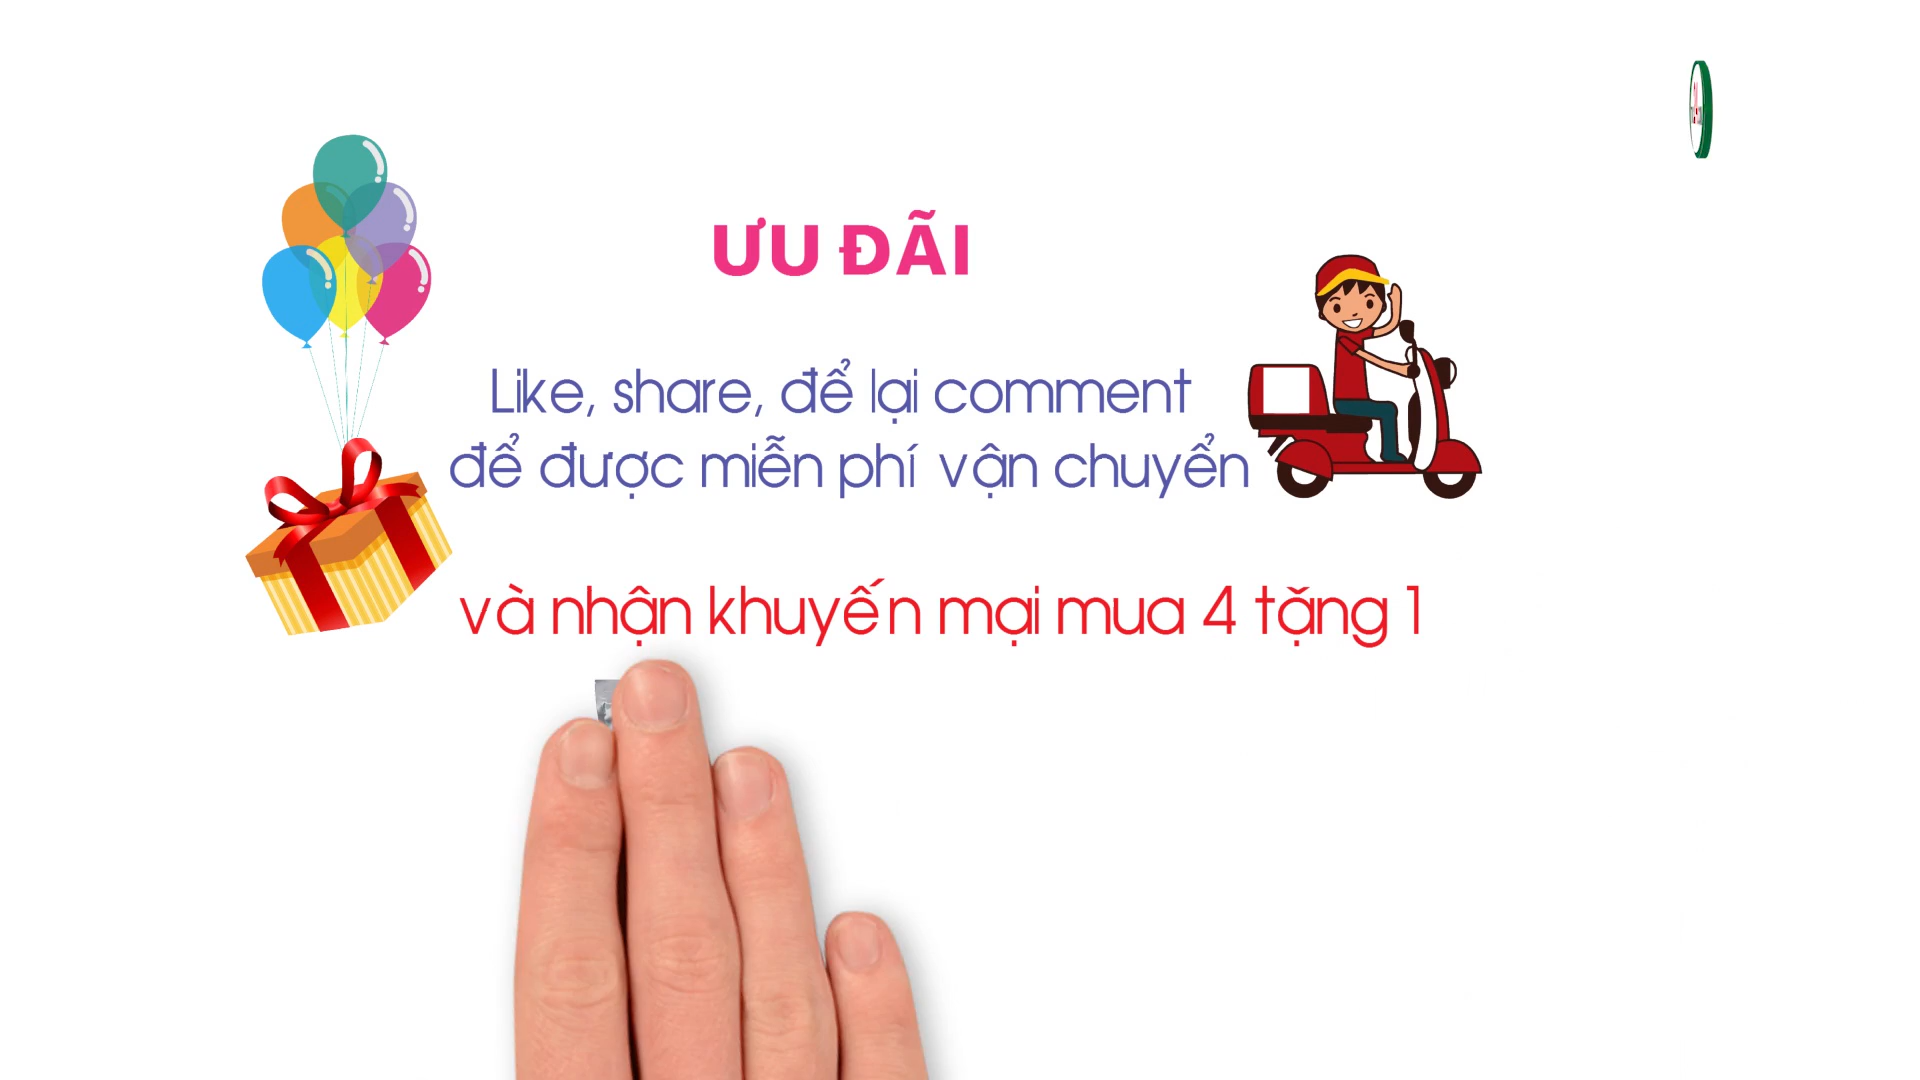 ƯU ĐÃI
Like, share, để lại comment
để được miễn phí vận chuyển
và nhận khuyến mại mua 4 tặng 1